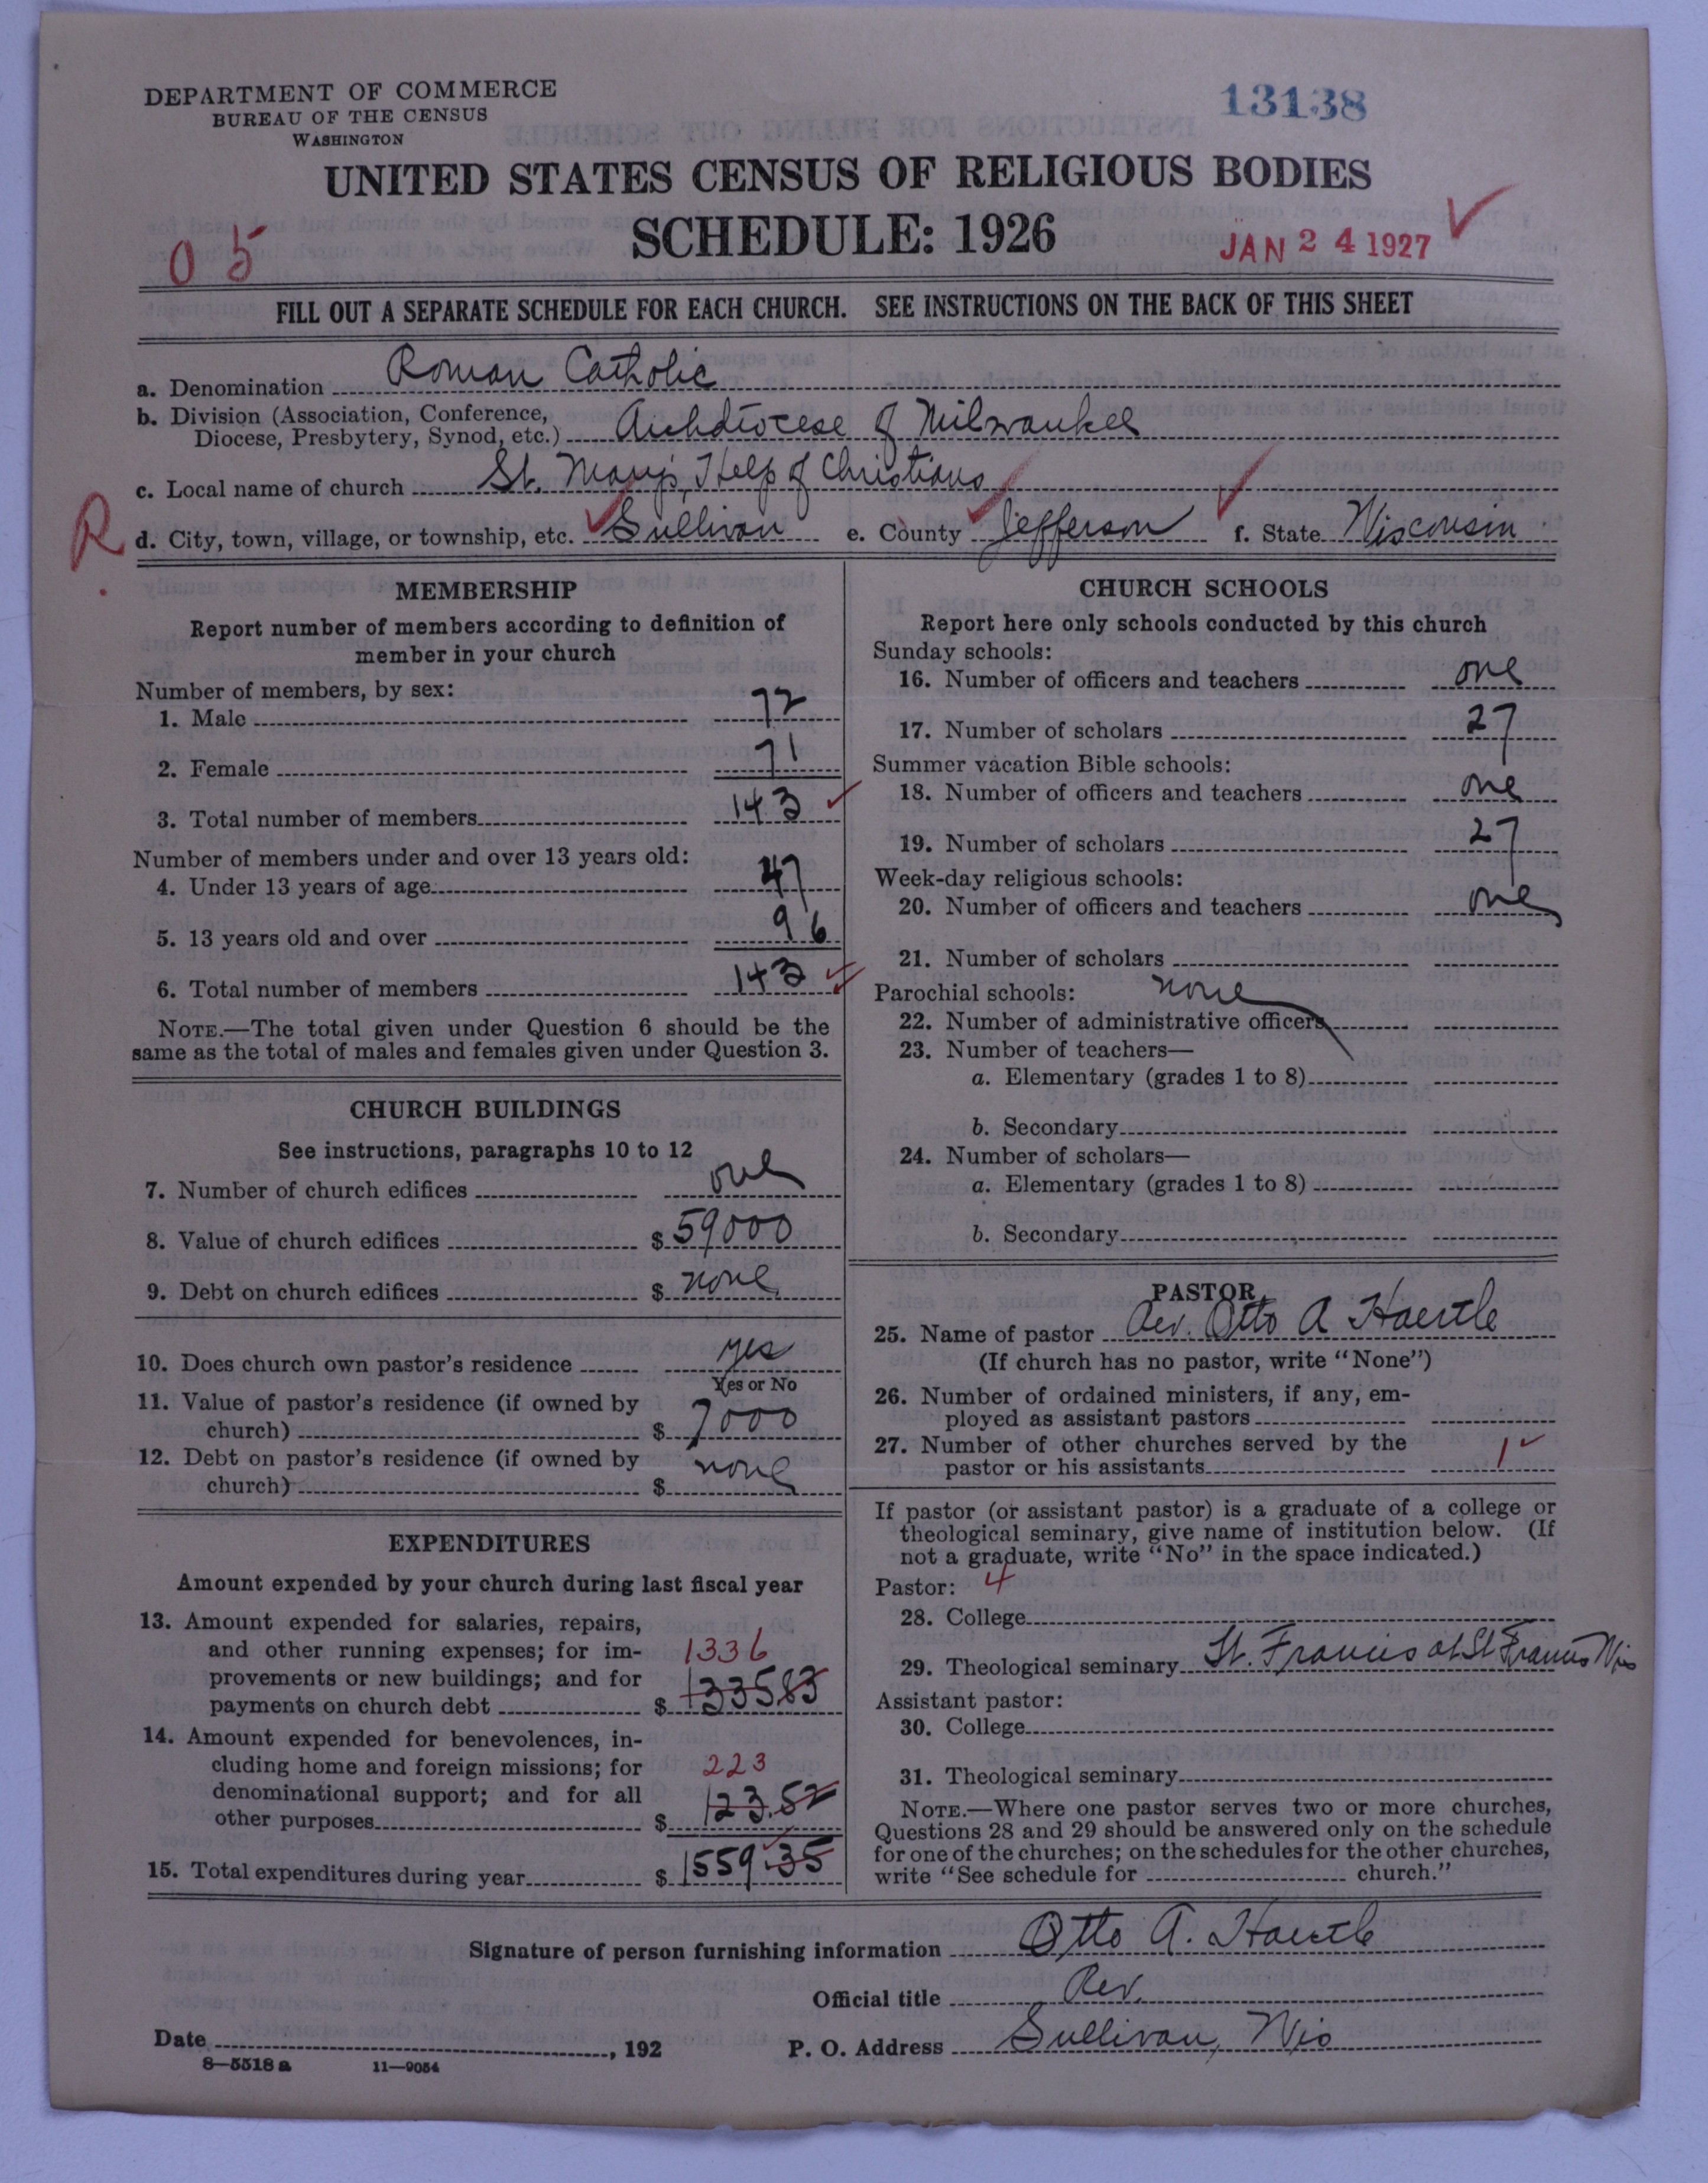 DEPARTMENT OF COMMERCE
BUREAU OF THE CENSUS
WASHINGTON
13138
UNITED STATES CENSUS OF RELIGIOUS BODIES
SCHEDULE: 1926
05
JAN 24 1927
FILL OUT A SEPARATE SCHEDULE FOR EACH CHURCH. SEE INSTRUCTIONS ON THE BACK OF THIS SHEET
a. Denomination Roman Catholic
b. Division (Association, Conference, Diocese, Presbytery, Synod, etc.) Archdiocese of Milwaukee
c. Local name of church St. Mary's, Help of Christians
R.
d. City, town, village, or township, etc. Sullivan e. County Jefferson f. State Wisconsin
MEMBERSHIP
Report number of members according to definition of
member in your church
Number of members, by sex:
1. Male 72
2. Female 71
3. Total number of members 143
Number of members under and over 13 years old:
4. Under 13 years of age 47
5. 13 years old and over 96
6. Total number of members 143
NOTE.—The total given under Question 6 should be the
same as the total of males and females given under Question 3.
CHURCH BUILDINGS
See instructions, paragraphs 10 to 12
7. Number of church edifices one
8. Value of church edifices $59000
9. Debt on church edifices $ none
10. Does church own pastor's residence yes
Yes or No
11. Value of pastor's residence (if owned by
church) $ 7000
12. Debt on pastor's residence (if owned by
church) $ none
EXPENDITURES
Amount expended by your church during last fiscal year
13. Amount expended for salaries, repairs,
and other running expenses; for im-
1336
provements or new buildings; and for
payments on church debt $ 133583
14. Amount expended for benevolences, in-
cluding home and foreign missions; for
223
denominational support; and for all
other purposes $ 123.52
15. Total expenditures during year $ 1559.35
CHURCH SCHOOLS
Report here only schools conducted by this church
Sunday schools:
16. Number of officers and teachers one
17. Number of scholars 27
Summer vacation Bible schools:
18. Number of officers and teachers one
19. Number of scholars 27
Week-day religious schools:
20. Number of officers and teachers one
21. Number of scholars
Parochial schools: none
22. Number of administrative officers
23. Number of teachers—
a. Elementary (grades 1 to 8)
b. Secondary
24. Number of scholars—
a. Elementary (grades 1 to 8)
b. Secondary
PASTOR
25. Name of pastor Rev. Otto A Haertle
(If church has no pastor, write "None")
26. Number of ordained ministers, if any, em-
ployed as assistant pastors
27. Number of other churches served by the
pastor or his assistants 1
If pastor (or assistant pastor) is a graduate of a college or
theological seminary, give name of institution below. (If
not a graduate, write "No" in the space indicated.)
Pastor: 4
28. College
29. Theological seminary St. Francis at St Francis Wis
Assistant pastor:
30. College
31. Theological seminary
NOTE.—Where one pastor serves two or more churches,
Questions 28 and 29 should be answered only on the schedule
for one of the churches; on the schedules for the other churches,
write "See schedule for church."
Signature of person furnishing information Otto A. Haertle
Official title Rev.
Date , 192 P. O. Address Sullivan, Wis
8—5518 a 11—9054